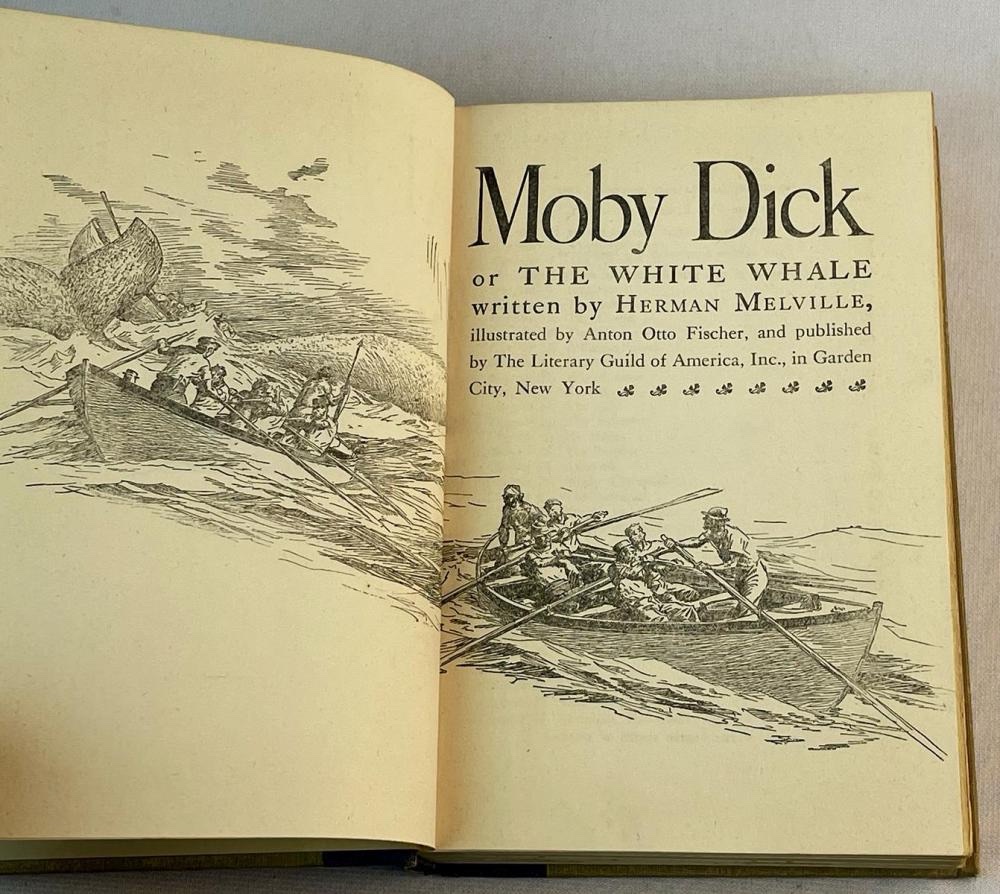 Moby Dick
or THE WHITE WHALE
written by HERMAN MELVILLE,
illustrated by Anton Otto Fischer, and published
by The Literary Guild of America, Inc., in Garden
City, New York